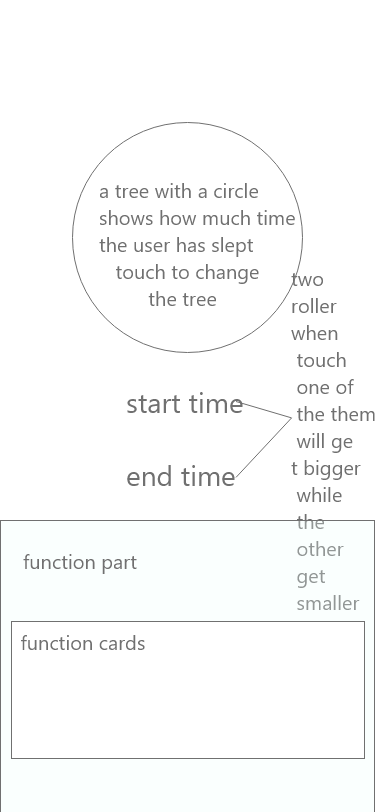 a tree with a circle
shows how much time
the user has slept
touch to change
the tree
two
roller
when
touch
one of
the them
will ge
t bigger
while
the
other
get
smaller
start time
end time
function part
function cards